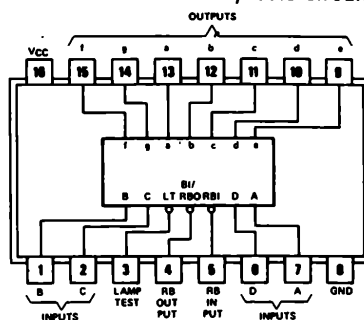 OUTPUTS
VCC f g a b c d e
16 15 14 13 12 11 10 9
f g a b c d e
BI/
B C LT RBO RBI D A
1 2 3 4 5 6 7 8
B C LAMP RB RB D A GND
TEST OUT IN
PUT PUT
INPUTS INPUTS